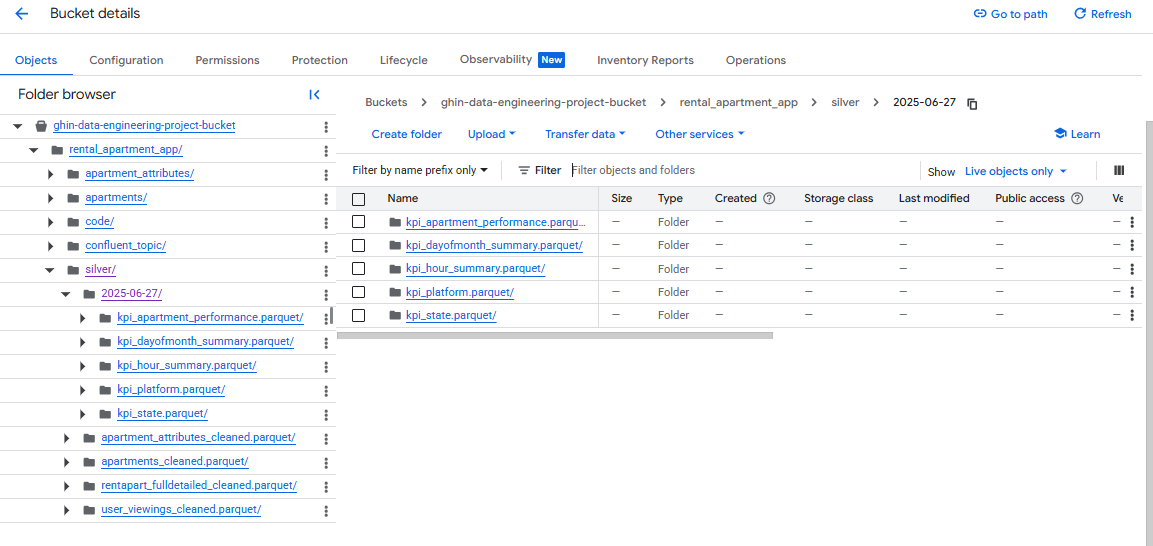 Bucket details
Go to path
Refresh
Objects
Configuration
Permissions
Protection
Lifecycle
Observability New
Inventory Reports
Operations
Folder browser
ghin-data-engineering-project-bucket
rental_apartment_app/
apartment_attributes/
apartments/
code/
confluent_topic/
silver/
2025-06-27/
kpi_apartment_performance.parquet/
kpi_dayofmonth_summary.parquet/
kpi_hour_summary.parquet/
kpi_platform.parquet/
kpi_state.parquet/
apartment_attributes_cleaned.parquet/
apartments_cleaned.parquet/
rentapart_fulldetailed_cleaned.parquet/
user_viewings_cleaned.parquet/
Buckets > ghin-data-engineering-project-bucket > rental_apartment_app > silver > 2025-06-27
Create folder
Upload
Transfer data
Other services
Learn
Filter by name prefix only
Filter
Filter objects and folders
Show Live objects only
Name Size Type Created Storage class Last modified Public access Ve
kpi_apartment_performance.parqu... — Folder — — — — —
kpi_dayofmonth_summary.parquet/ — Folder — — — — —
kpi_hour_summary.parquet/ — Folder — — — — —
kpi_platform.parquet/ — Folder — — — — —
kpi_state.parquet/ — Folder — — — — —